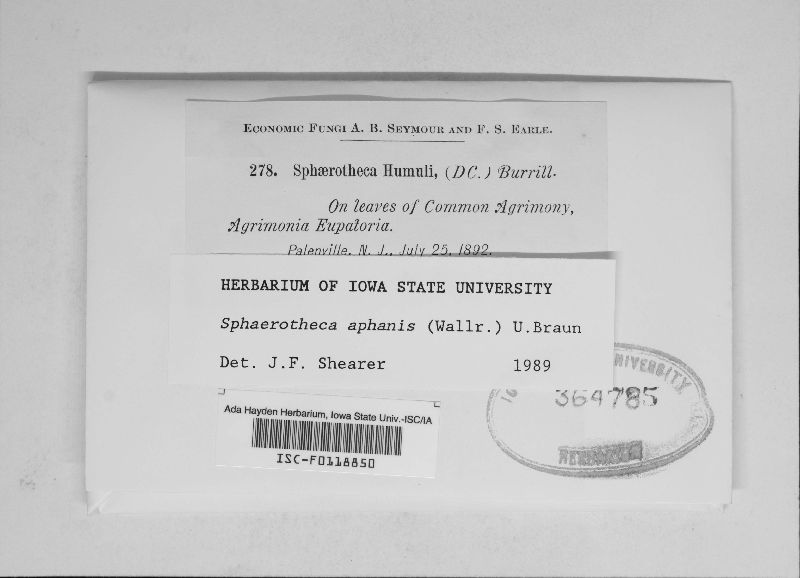 Economic Fungi A. B. Seymour and F. S. Earle.
278. Sphærotheca Humuli, (DC.) Burrill.
On leaves of Common Agrimony,
Agrimonia Eupatoria.
Palenville, N. J., July 25, 1892.
HERBARIUM OF IOWA STATE UNIVERSITY
Sphaerotheca aphanis (Wallr.) U.Braun
Det. J.F. Shearer 1989
UNIVERSITY
364785
HERBARIUM
Ada Hayden Herbarium, Iowa State Univ.-ISC/IA
ISC-F0118850